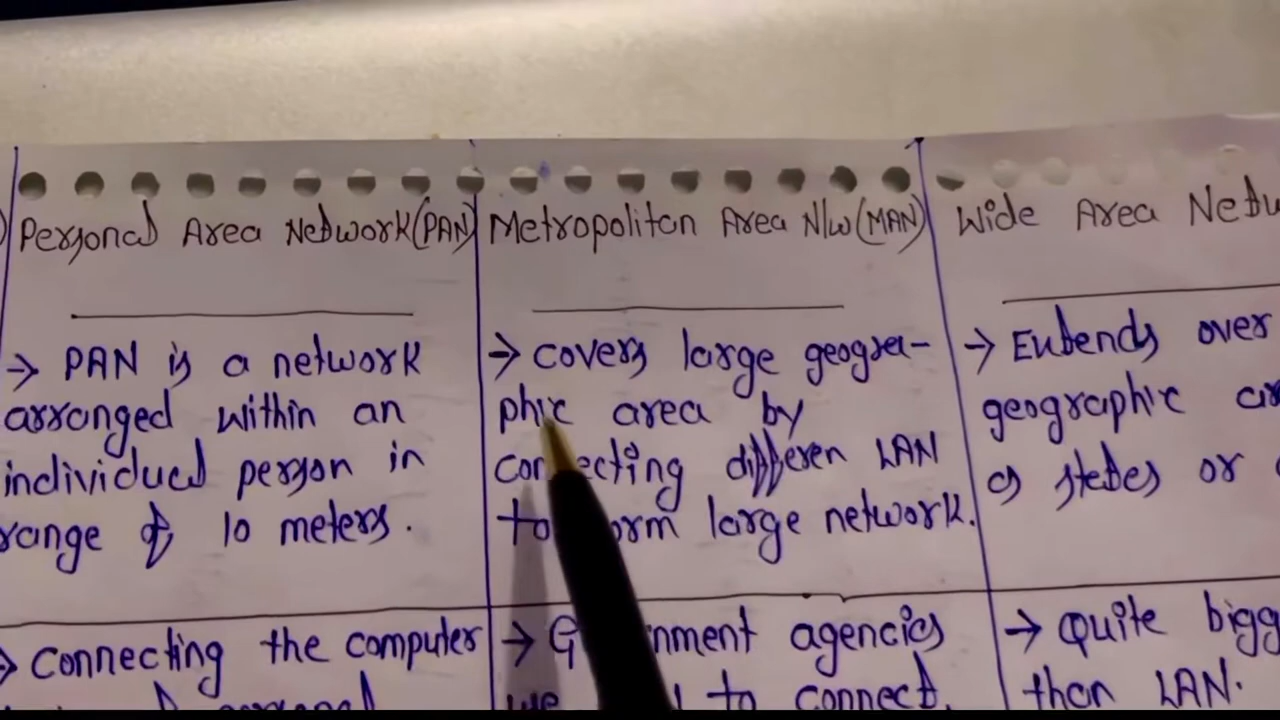 Personal Area Network(PAN)
PAN is a network
arranged within an
individual person in
range of 10 meters.
→ Connecting the computer
Metropolitan Area N/w(MAN)
→ covers large geogra-
phic area by
connecting differen LAN
to form large network.
→ Government agencies
to connect.
Wide Area
→ Extends over
geographic
as states or
→ Quite
than LAN.